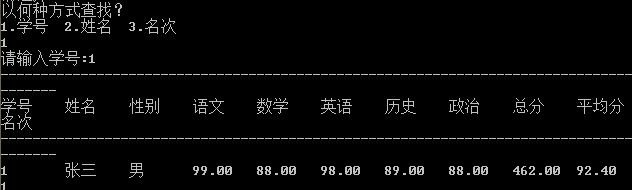 以何种方式查找？
1.学号 2.姓名 3.名次
1
请输入学号:1
--------------------------------------------------------------------------------
-------
学号 姓名 性别 语文 数学 英语 历史 政治 总分 平均分
名次
--------------------------------------------------------------------------------
-------
1 张三 男 99.00 88.00 98.00 89.00 88.00 462.00 92.40
1